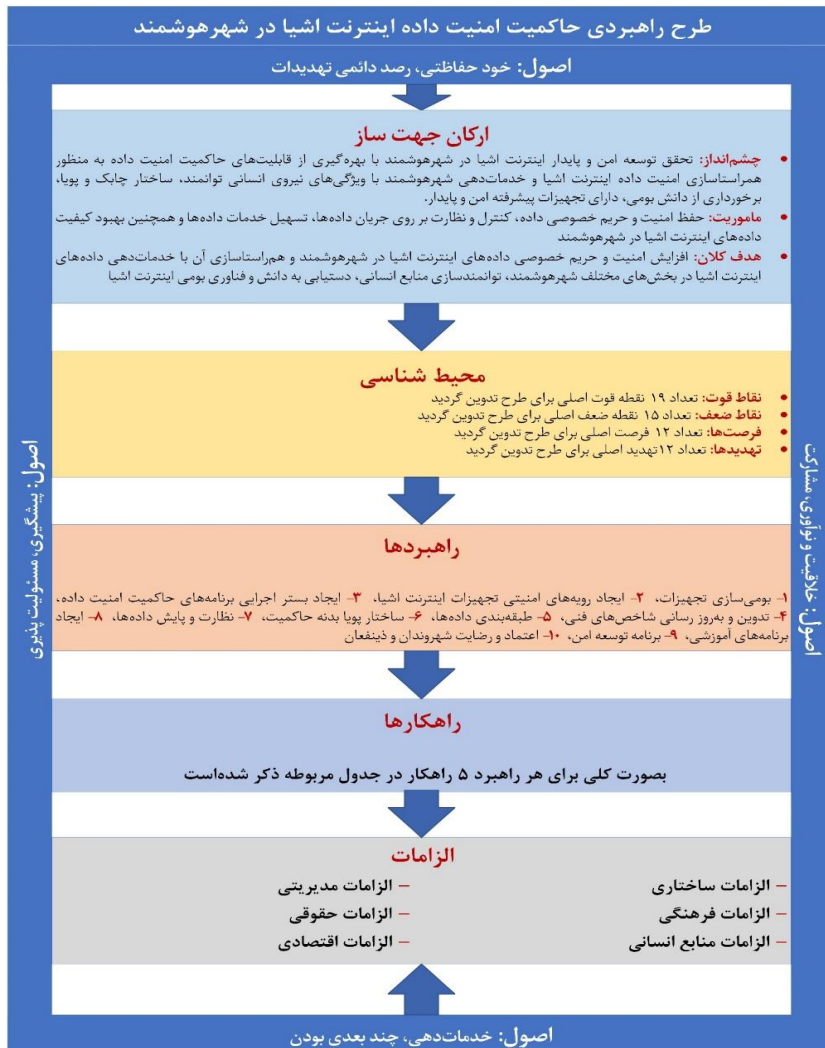 طرح راهبردی حاکمیت امنیت داده اینترنت اشیا در شهرهوشمند
اصول: خود حفاظتی، رصد دائمی تهدیدات
ارکان جهت ساز
چشم‌انداز: تحقق توسعه امن و پایدار اینترنت اشیا در شهرهوشمند با بهره‌گیری از قابلیت‌های حاکمیت امنیت داده به منظور
همراستاسازی امنیت داده اینترنت اشیا و خدمات‌دهی شهرهوشمند با ویژگی‌های نیروی انسانی توانمند، ساختار چابک و پویا،
برخورداری از دانش بومی، دارای تجهیزات پیشرفته امن و پایدار.
ماموریت: حفظ امنیت و حریم خصوصی داده، کنترل و نظارت بر روی جریان داده‌ها، تسهیل خدمات داده‌ها و همچنین بهبود کیفیت
داده‌های اینترنت اشیا در شهرهوشمند
هدف کلان: افزایش امنیت و حریم خصوصی داده‌های اینترنت اشیا در شهرهوشمند و هم‌راستاسازی آن با خدمات‌دهی داده‌های
اینترنت اشیا در بخش‌های مختلف شهرهوشمند، توانمندسازی منابع انسانی، دستیابی به دانش و فناوری بومی اینترنت اشیا
محیط شناسی
نقاط قوت: تعداد ۱۹ نقطه قوت اصلی برای طرح تدوین گردید
نقاط ضعف: تعداد ۱۵ نقطه ضعف اصلی برای طرح تدوین گردید
فرصت‌ها: تعداد ۱۲ فرصت اصلی برای طرح تدوین گردید
تهدیدها: تعداد ۱۲تهدید اصلی برای طرح تدوین گردید
اصول: خلاقیت و نوآوری، مشارکت
اصول: پیشگیری، مسئولیت پذیری
راهبردها
۱- بومی‌سازی تجهیزات، ۲- ایجاد رویه‌های امنیتی تجهیزات اینترنت اشیا، ۳- ایجاد بستر اجرایی برنامه‌های حاکمیت امنیت داده،
۴- تدوین و به‌روز رسانی شاخص‌های فنی، ۵- طبقه‌بندی داده‌ها، ۶- ساختار پویا بدنه حاکمیت، ۷- نظارت و پایش داده‌ها، ۸- ایجاد
برنامه‌های آموزشی، ۹- برنامه توسعه امن، ۱۰- اعتماد و رضایت شهروندان و ذینفعان
راهکارها
بصورت کلی برای هر راهبرد ۵ راهکار در جدول مربوطه ذکر شده‌است
الزامات
– الزامات ساختاری
– الزامات فرهنگی
– الزامات منابع انسانی
– الزامات مدیریتی
– الزامات حقوقی
– الزامات اقتصادی
اصول: خدمات‌دهی، چند بعدی بودن